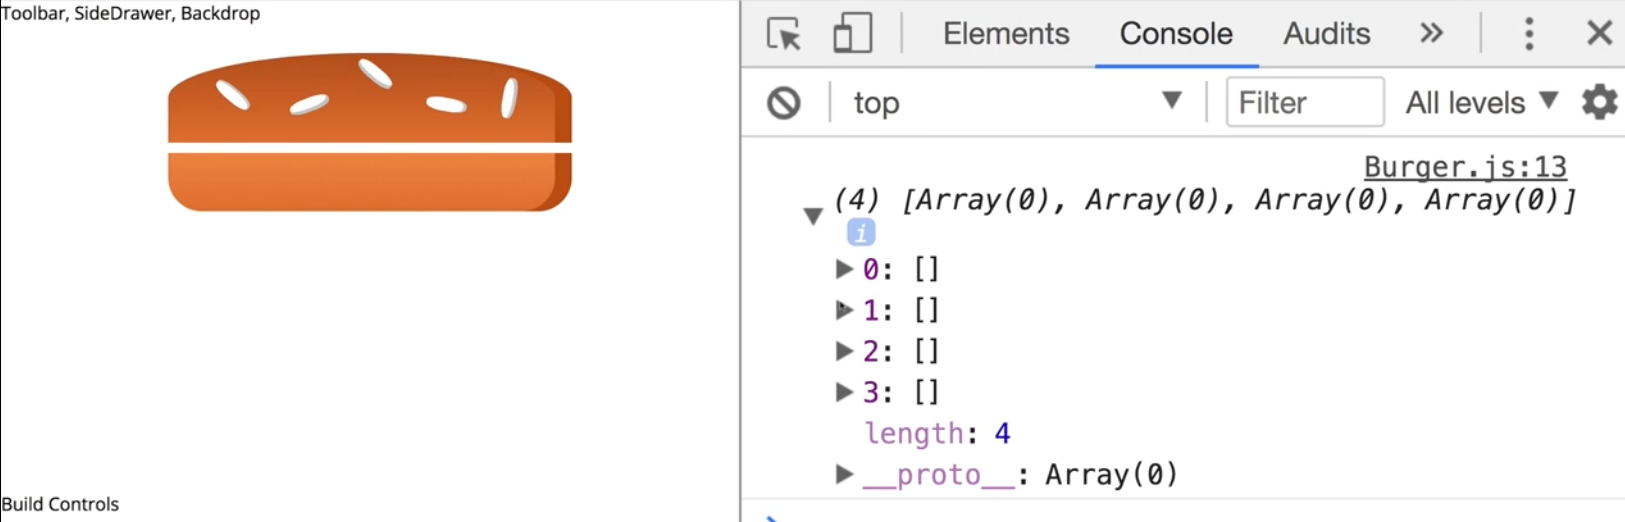 Toolbar, SideDrawer, Backdrop
Build Controls
Elements Console Audits »
top Filter All levels
Burger.js:13
(4) [Array(0), Array(0), Array(0), Array(0)]
i
0: []
1: []
2: []
3: []
length: 4
__proto__: Array(0)